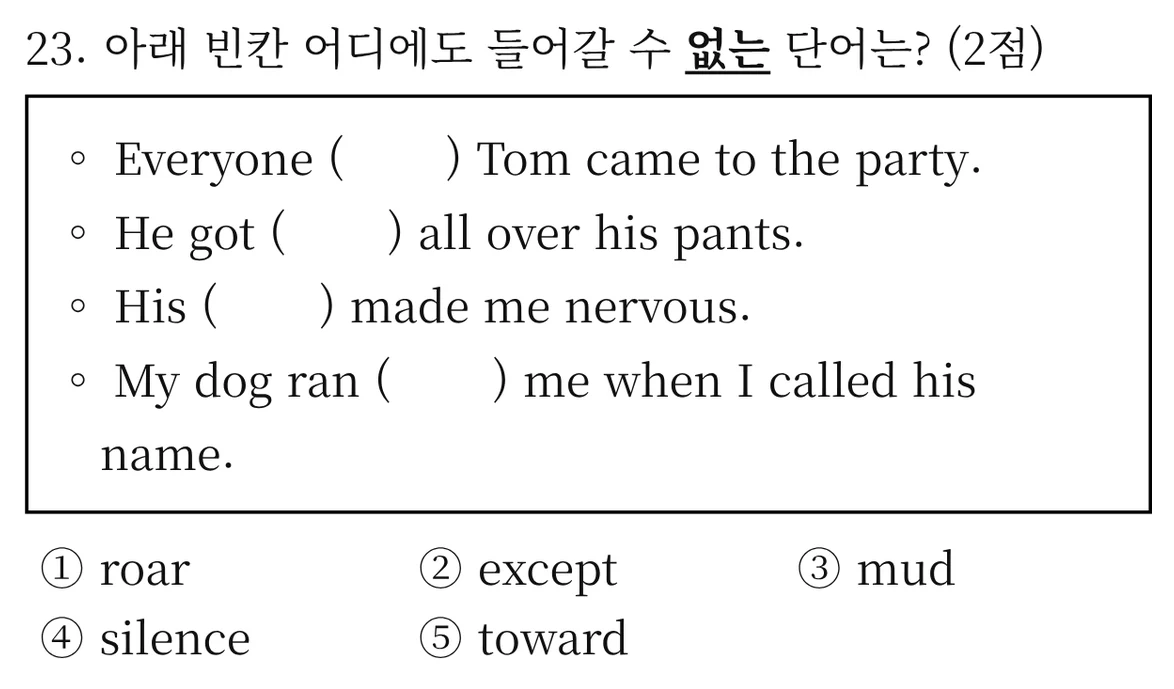 23. 아래 빈칸 어디에도 들어갈 수 없는 단어는? (2점)
◦ Everyone (      ) Tom came to the party.
◦ He got (      ) all over his pants.
◦ His (      ) made me nervous.
◦ My dog ran (      ) me when I called his
name.
① roar ② except ③ mud
④ silence ⑤ toward